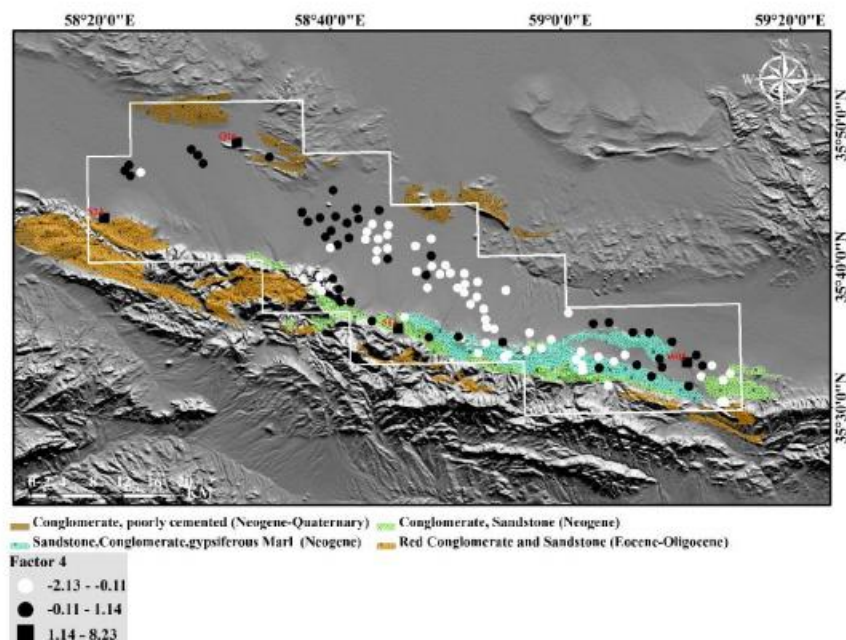 58°20'0"E 58°40'0"E 59°0'0"E 59°20'0"E
35°50'0"N
35°40'0"N
35°30'0"N
W
Conglomerate, poorly cemented (Neogene-Quaternary) Conglomerate, Sandstone (Neogene)
Sandstone,Conglomerate,gypsiferous Marl (Neogene) Red Conglomerate and Sandstone (Eocene-Oligocene)
Factor 4
-2.13 - -0.11
-0.11 - 1.14
1.14 - 8.23